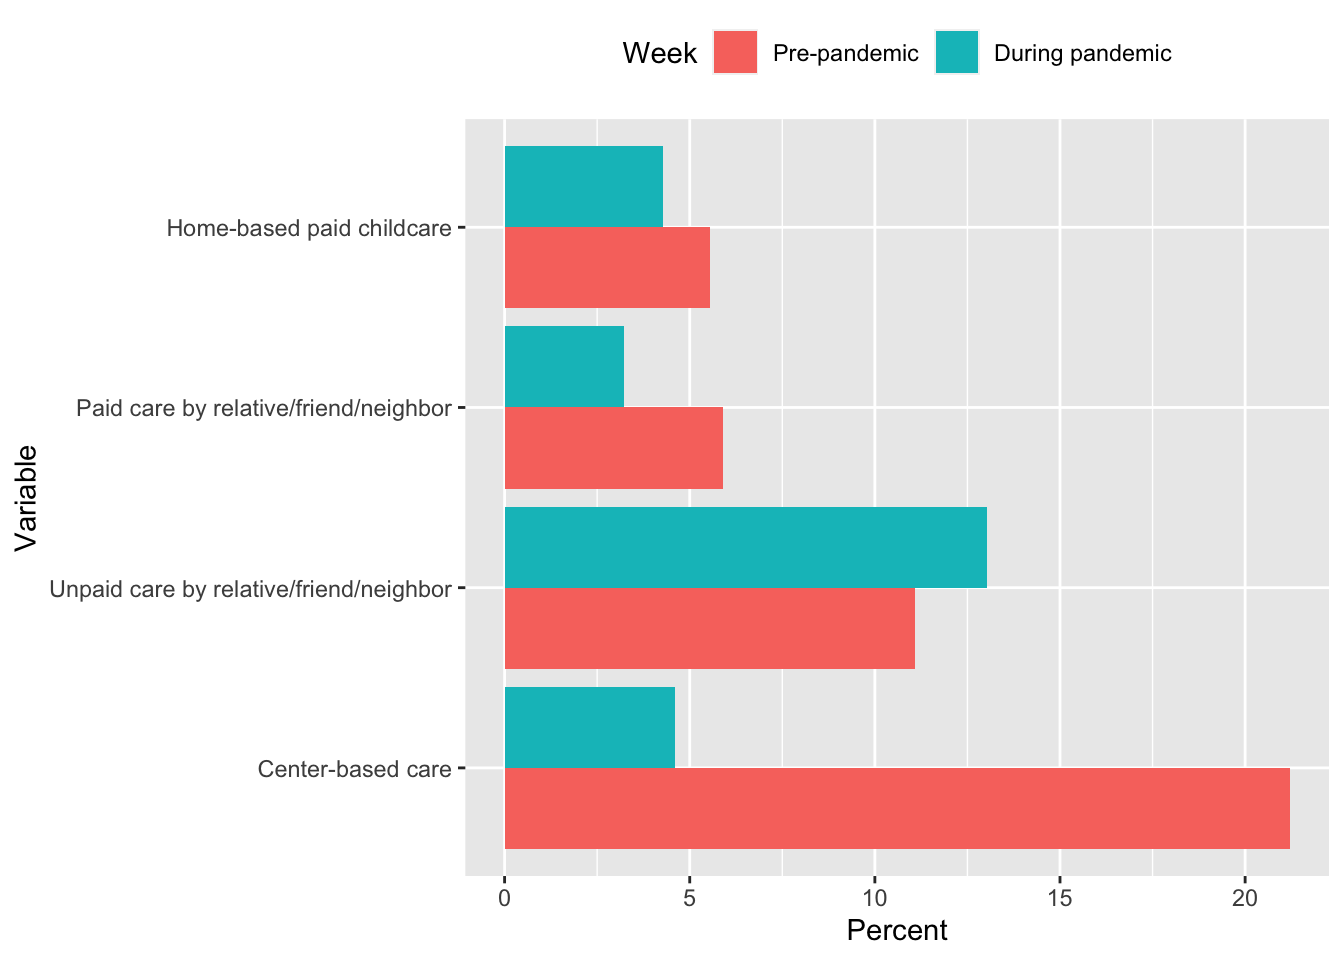 Week Pre-pandemic During pandemic
Home-based paid childcare
Paid care by relative/friend/neighbor
Variable
Unpaid care by relative/friend/neighbor
Center-based care
0 5 10 15 20
Percent